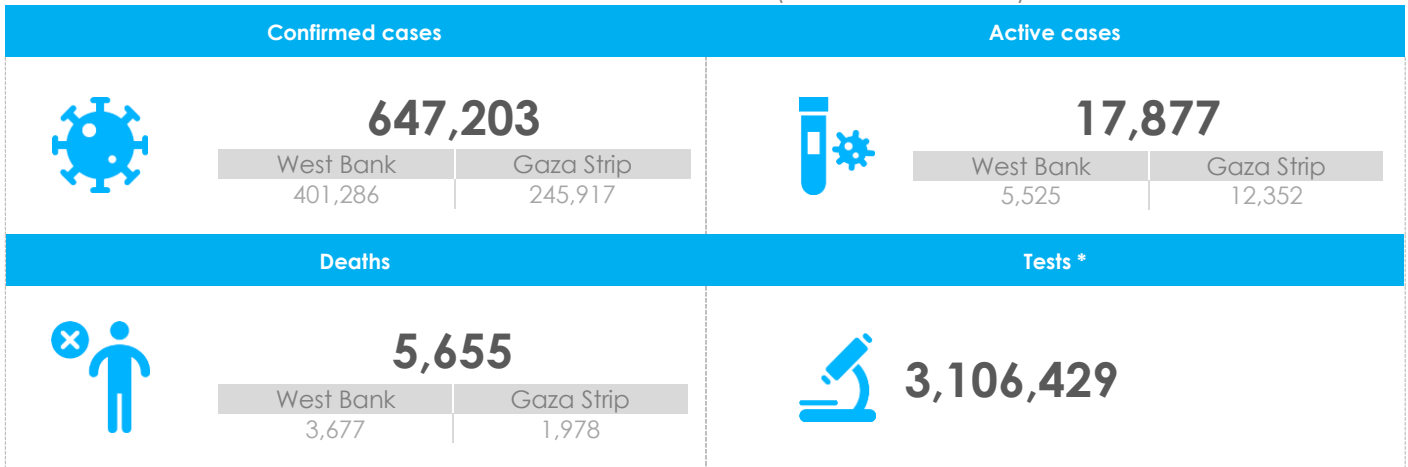 Confirmed cases
Active cases
647,203
West Bank Gaza Strip
401,286 245,917
17,877
West Bank Gaza Strip
5,525 12,352
Deaths
Tests *
5,655
West Bank Gaza Strip
3,677 1,978
3,106,429